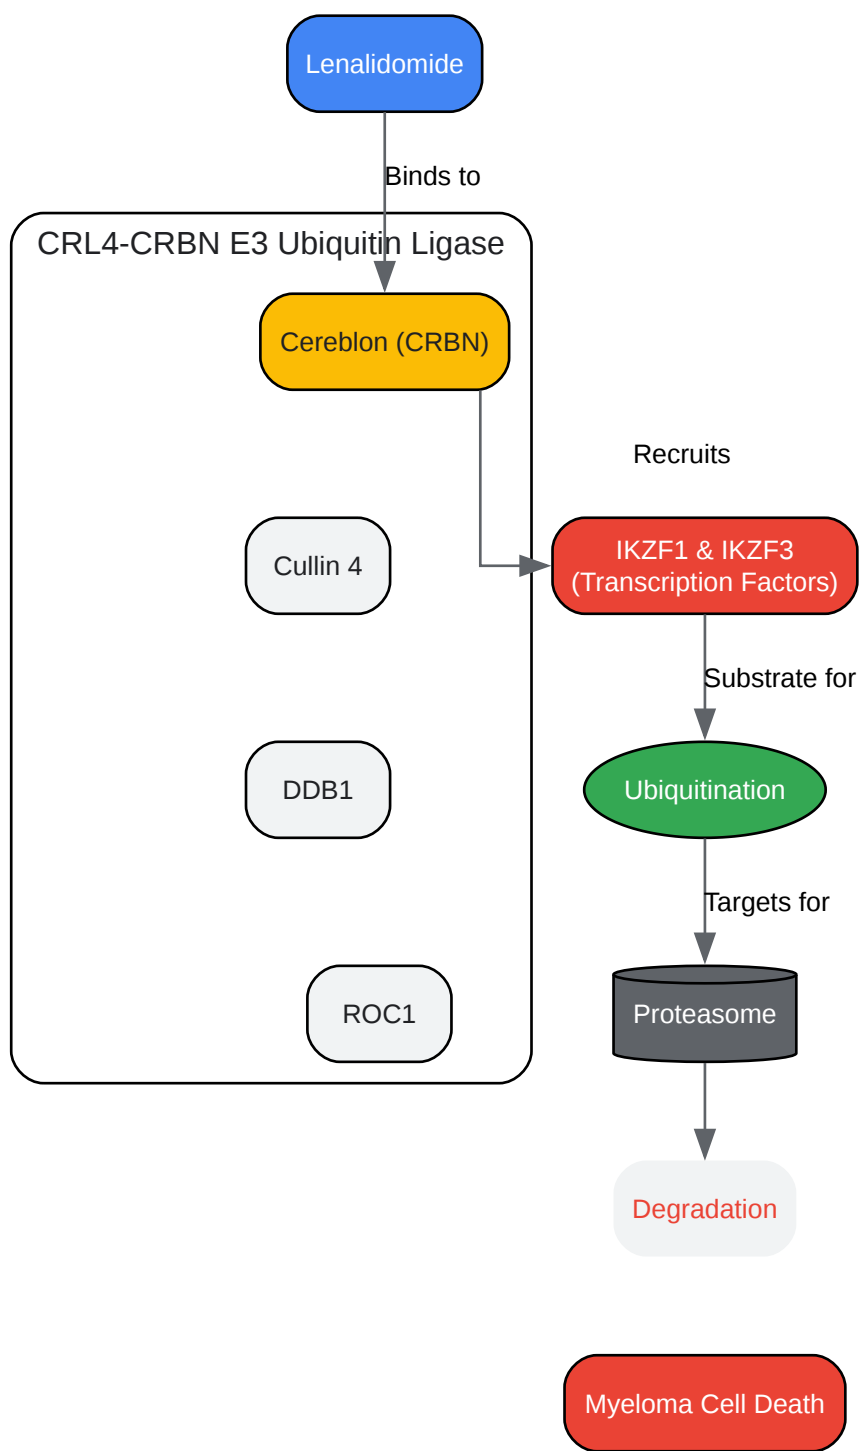 Lenalidomide
Binds to
CRL4-CRBN E3 Ubiquitin Ligase
Cereblon (CRBN)
Recruits
Cullin 4
IKZF1 & IKZF3
(Transcription Factors)
Substrate for
DDB1
Ubiquitination
Targets for
ROC1
Proteasome
Degradation
Myeloma Cell Death